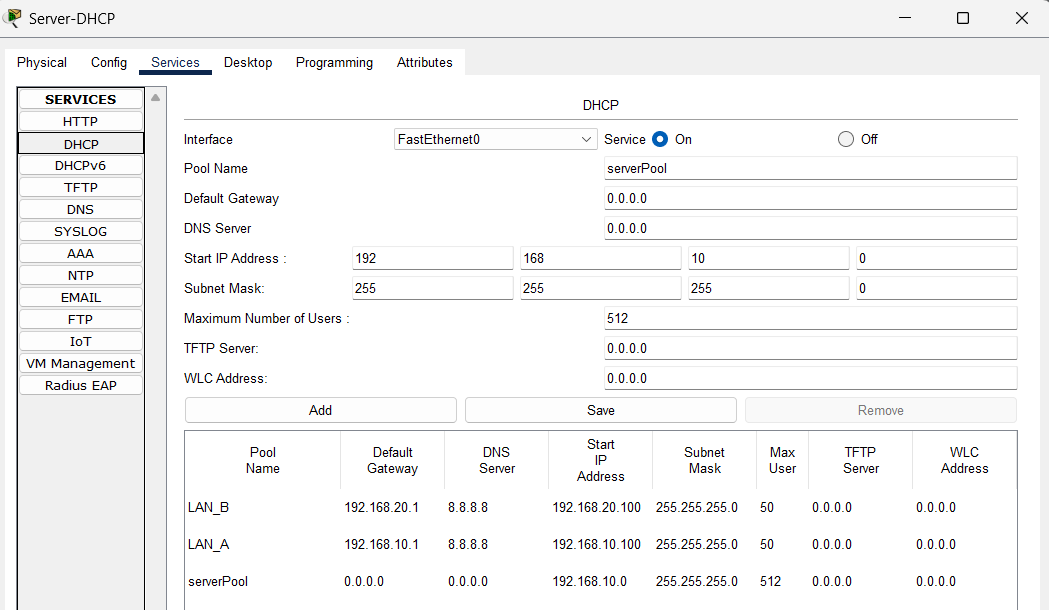 Server-DHCP
Physical Config Services Desktop Programming Attributes
SERVICES
HTTP
DHCP
DHCPv6
TFTP
DNS
SYSLOG
AAA
NTP
EMAIL
FTP
IoT
VM Management
Radius EAP
DHCP
Interface FastEthernet0 Service On Off
Pool Name serverPool
Default Gateway 0.0.0.0
DNS Server 0.0.0.0
Start IP Address : 192 168 10 0
Subnet Mask: 255 255 255 0
Maximum Number of Users : 512
TFTP Server: 0.0.0.0
WLC Address: 0.0.0.0
Add Save Remove
Pool Name Default Gateway DNS Server Start IP Address Subnet Mask Max User TFTP Server WLC Address
LAN_B 192.168.20.1 8.8.8.8 192.168.20.100 255.255.255.0 50 0.0.0.0 0.0.0.0
LAN_A 192.168.10.1 8.8.8.8 192.168.10.100 255.255.255.0 50 0.0.0.0 0.0.0.0
serverPool 0.0.0.0 0.0.0.0 192.168.10.0 255.255.255.0 512 0.0.0.0 0.0.0.0